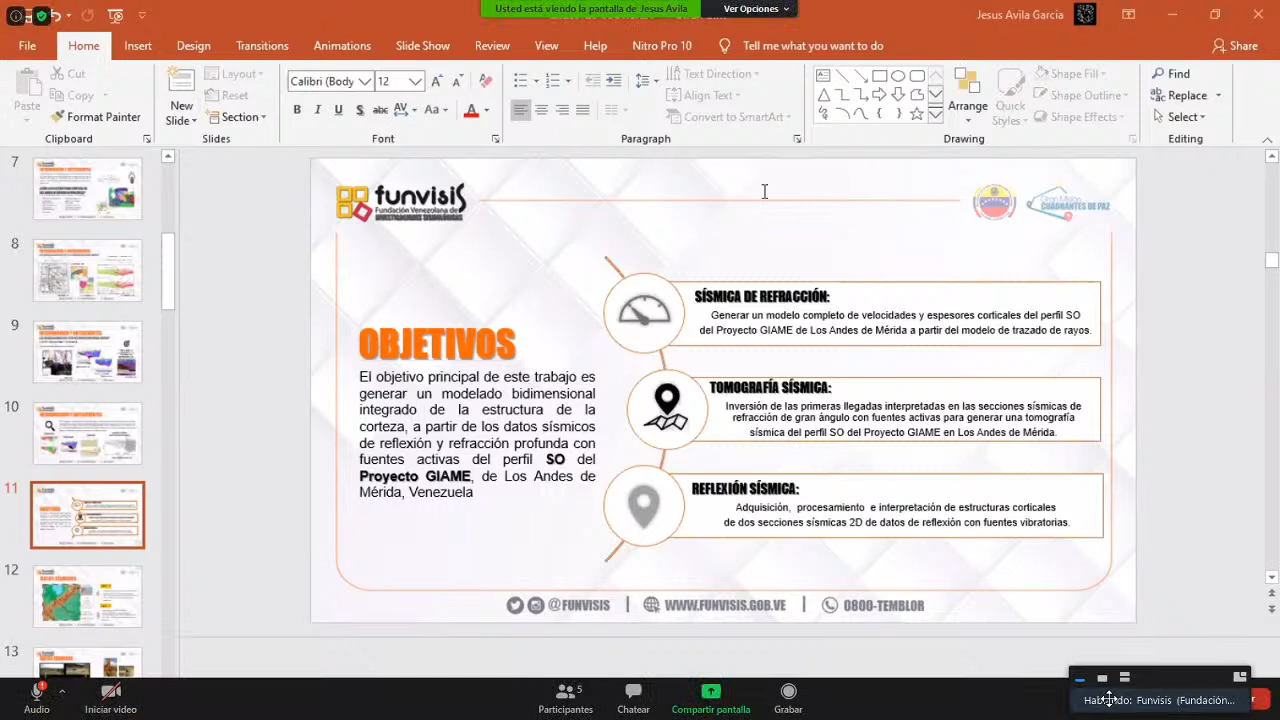 Usted está viendo la pantalla de Jesus Avila
Ver Opciones
Jesus Avila Garcia
File Home Insert Design Transitions Animations Slide Show Review View Help Nitro Pro 10 Tell me what you want to do Share
Cut
Copy
Paste
Format Painter
Clipboard
New
Slide
Layout
Reset
Section
Slides
Calibri (Body 12
Font
Text Direction
Align Text
Convert to SmartArt
Paragraph
Arrange
Quick
Styles
Shape Fill
Shape Outline
Shape Effects
Drawing
Find
Replace
Select
Editing
7
8
10
11
12
13
funvisis
Fundación Venezolana de
INVESTIGACIONES SISMOLÓGICAS
Gran Misión
CUADRANTES DE PAZ
El objetivo principal de este trabajo es
generar un modelado bidimensional
integrado de la estructura de la
corteza, a partir de los datos sísmicos
de reflexión y refracción profunda con
fuentes activas del perfil SO del
Proyecto GIAME, de Los Andes de
Mérida, Venezuela
SÍSMICA DE REFRACCIÓN:
Generar un modelo completo de velocidades y espesores corticales del perfil SO
del Proyecto GIAME de Los Andes de Mérida a partir del modelo de trazado de rayos.
TOMOGRAFÍA SÍSMICA:
Inversión de las primeras llegadas interpretadas para las secciones sísmicas de
refracción de gran ángulo con fuentes activas para generar una tomografía
del perfil SO del Proyecto GIAME en Los Andes de Mérida.
REFLEXIÓN SÍSMICA:
Adquisición, procesamiento e interpretación de estructuras corticales
de dos secciones sísmicas 2D de datos de reflexión con fuentes vibratorias.
@FUNVISIS WWW.FUNVISIS.GOB.VE 0800-TEMBLOR
Hablando: Funvisis (Fundación...
Audio
Iniciar video
5
Participantes
Chatear
Compartir pantalla
Grabar